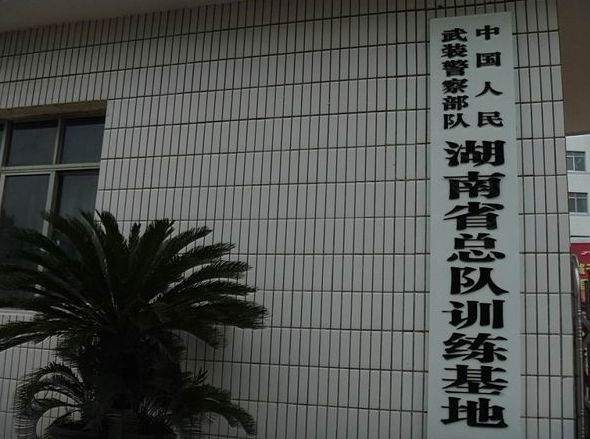 中国人民
武装警察部队
湖南省总队训练基地